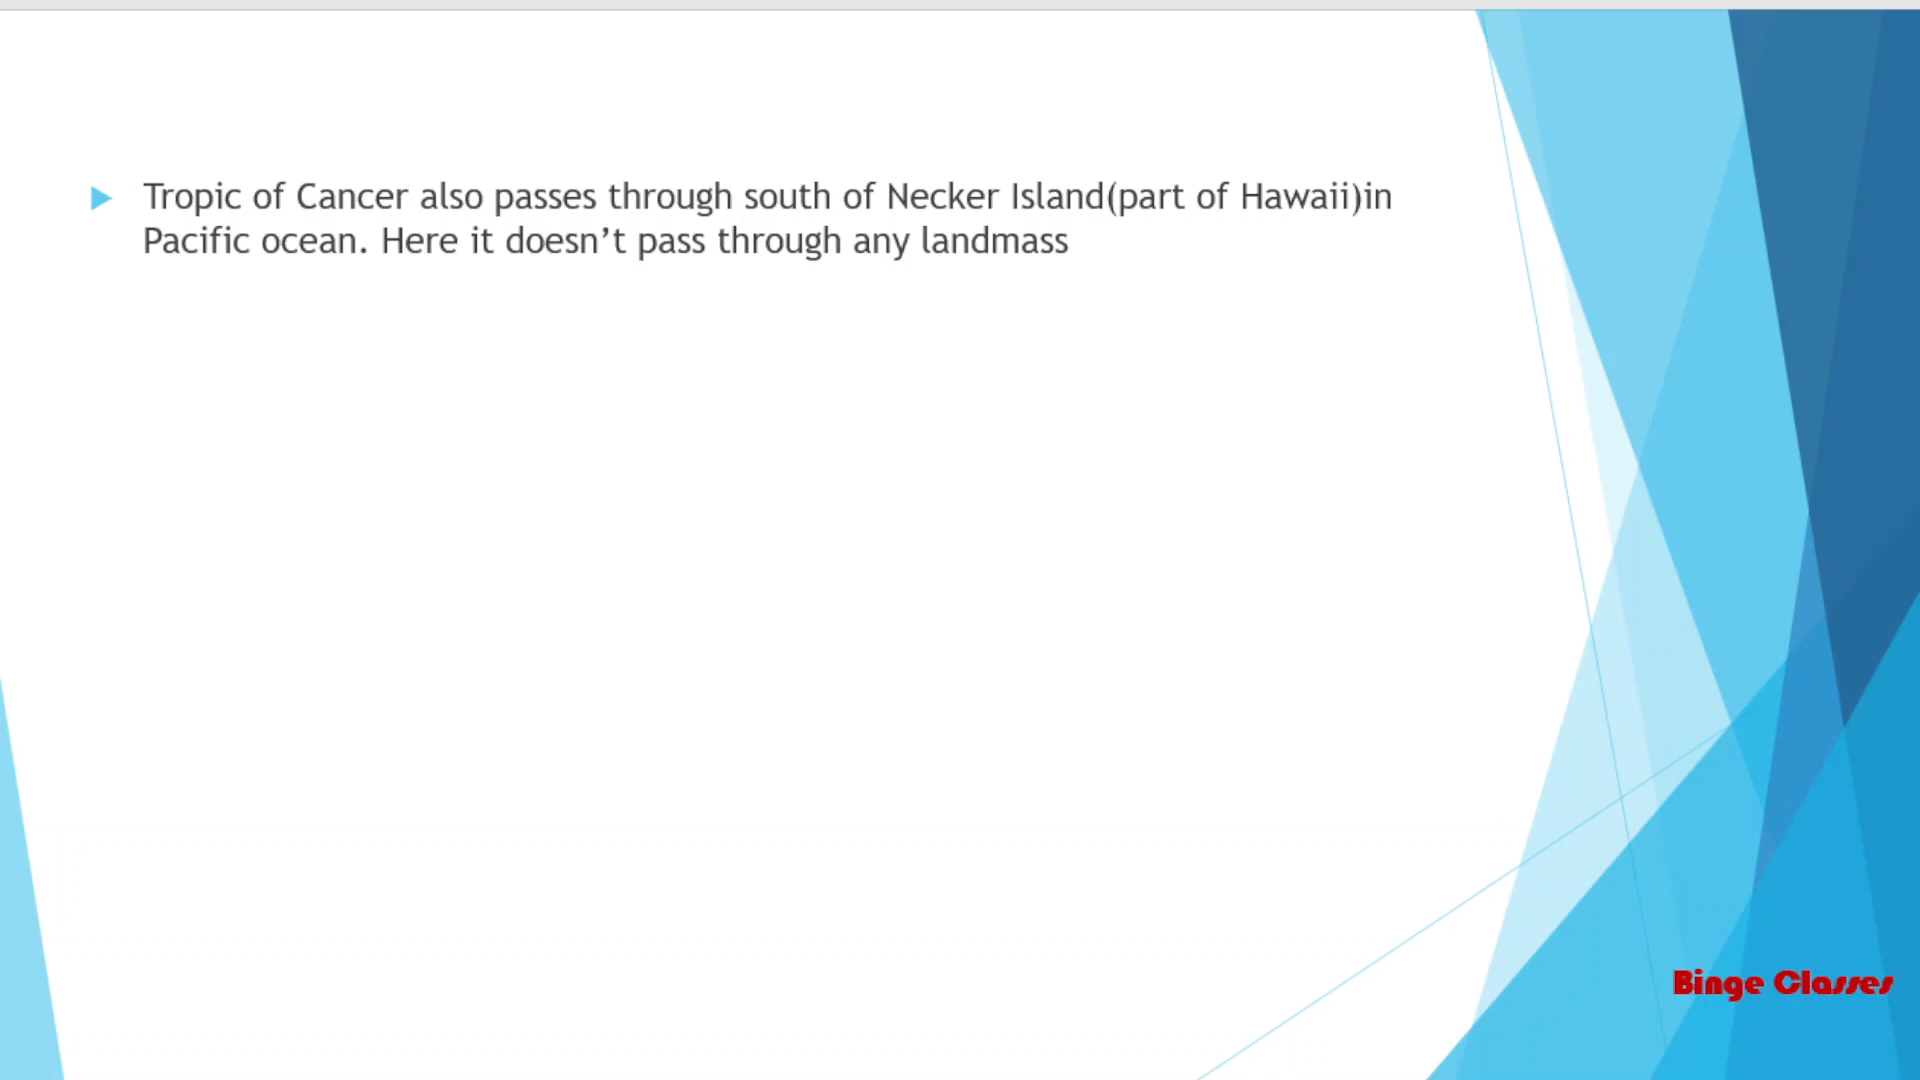 Tropic of Cancer also passes through south of Necker Island(part of Hawaii)in
Pacific ocean. Here it doesn’t pass through any landmass
Binge Classes